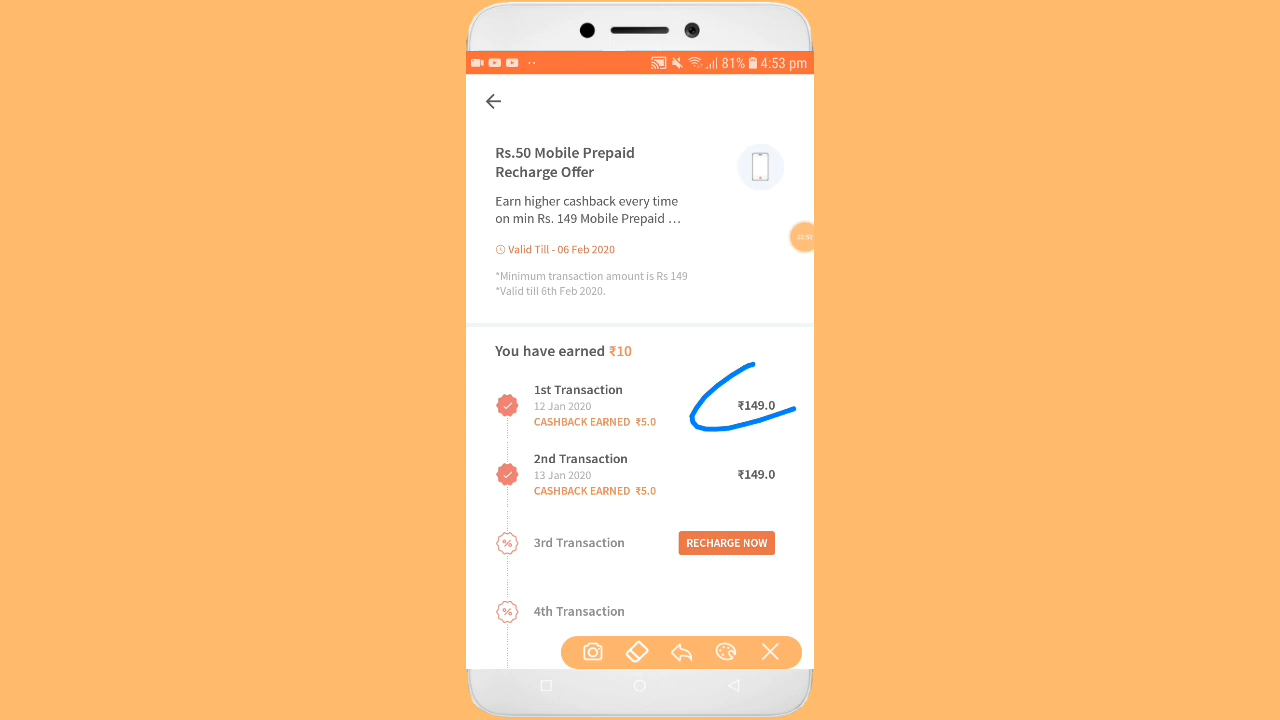 81% 4:53 pm
Rs.50 Mobile Prepaid
Recharge Offer
Earn higher cashback every time
on min Rs. 149 Mobile Prepaid ...
Valid Till - 06 Feb 2020
*Minimum transaction amount is Rs 149
*Valid till 6th Feb 2020.
You have earned ₹10
1st Transaction
12 Jan 2020
₹149.0
CASHBACK EARNED ₹5.0
2nd Transaction
13 Jan 2020
₹149.0
CASHBACK EARNED ₹5.0
3rd Transaction
RECHARGE NOW
4th Transaction